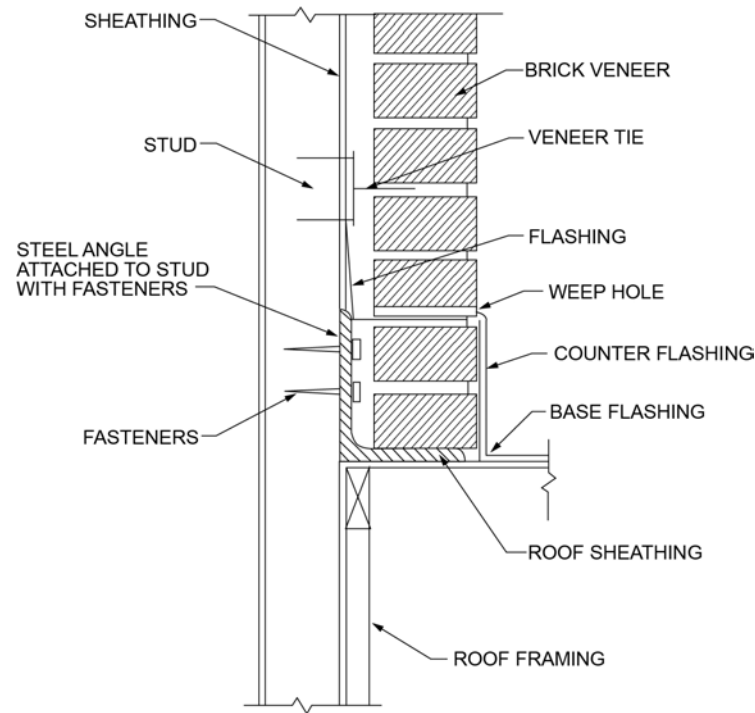 SHEATHING
BRICK VENEER
VENEER TIE
STUD
FLASHING
STEEL ANGLE
ATTACHED TO STUD
WITH FASTENERS
WEEP HOLE
COUNTER FLASHING
BASE FLASHING
FASTENERS
ROOF SHEATHING
ROOF FRAMING